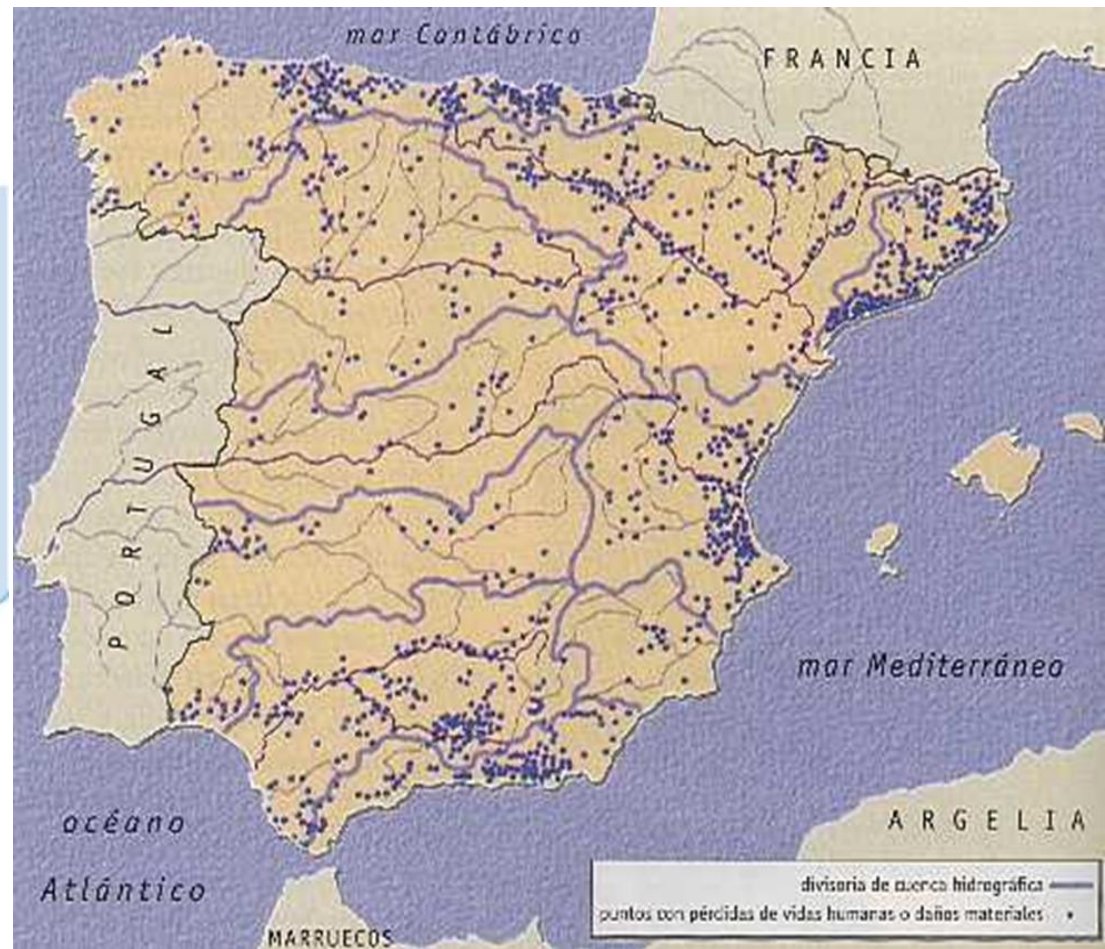 mar Cantábrico
FRANCIA
PORTUGAL
mar Mediterráneo
océano
Atlántico
ARGELIA
MARRUECOS
divisoria de cuenca hidrográfica
puntos con pérdidas de vidas humanas o daños materiales